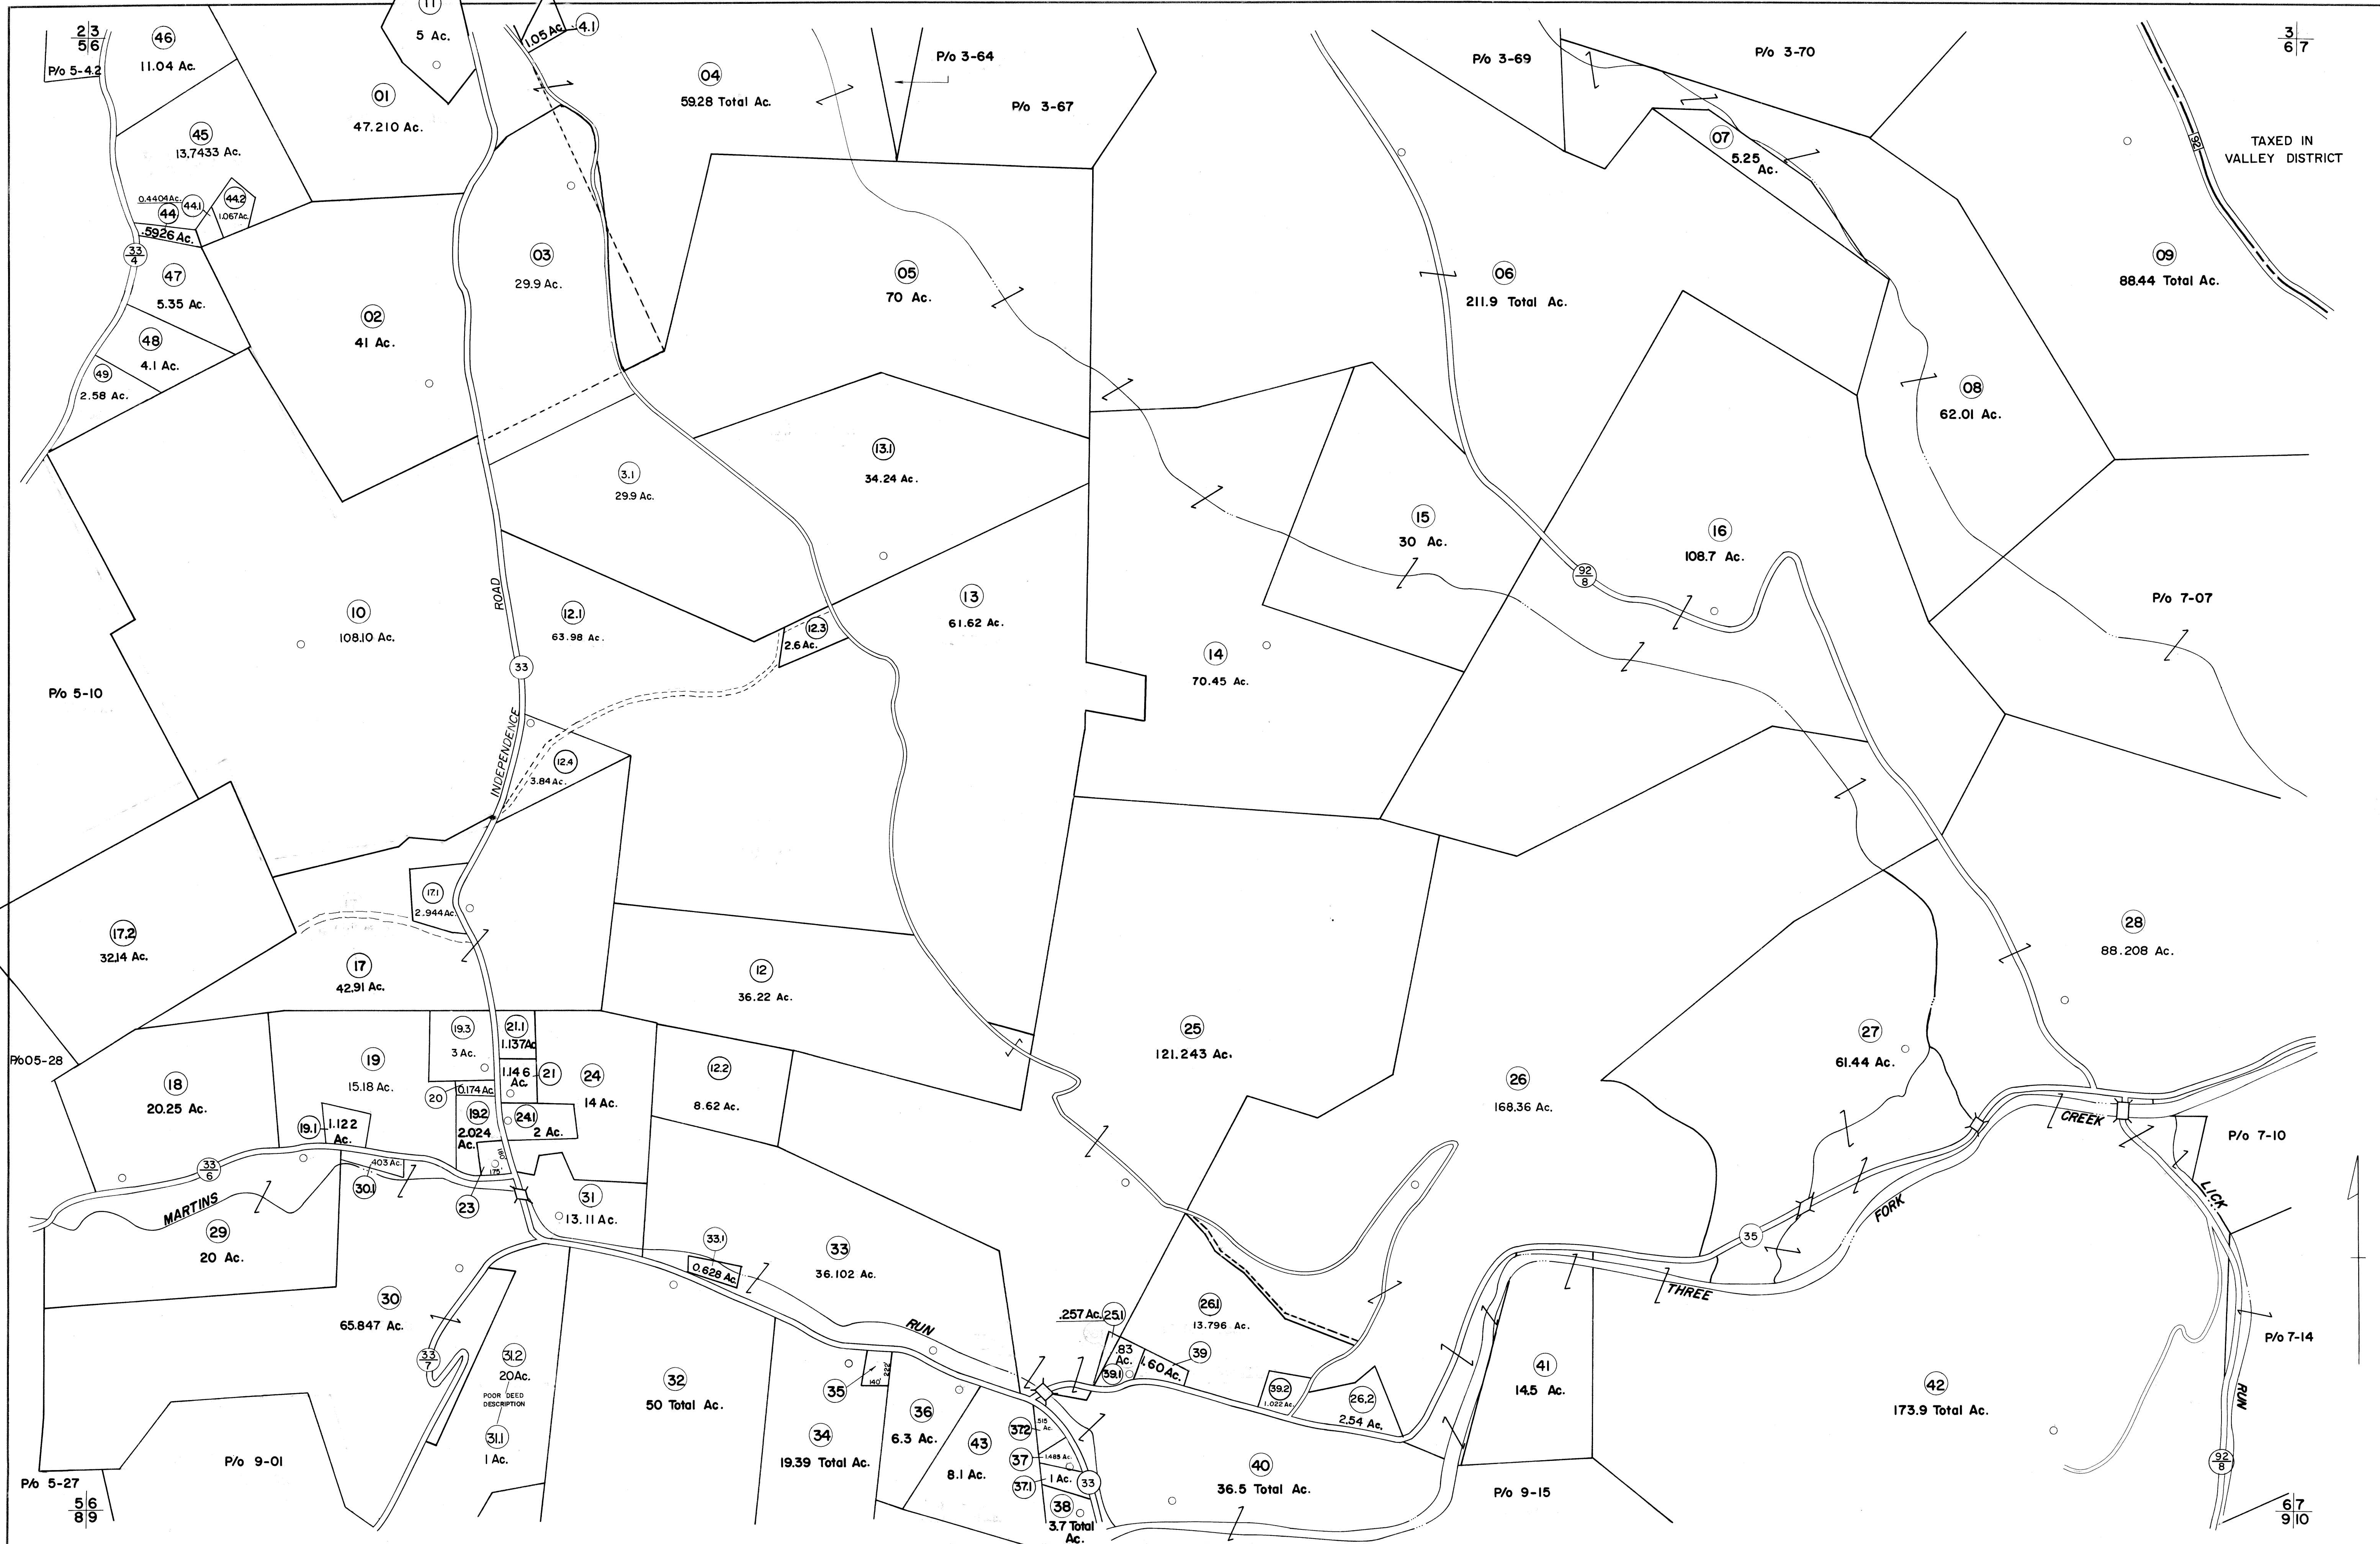 2 3
5 6
P/o 5-4.2
46
11.04 Ac.
11
5 Ac.
1.05 Ac.
4.1
01
47.210 Ac.
04
59.28 Total Ac.
P/o 3-64
P/o 3-67
P/o 3-69
P/o 3-70
3
6 7
92
TAXED IN
VALLEY DISTRICT
45
13.7433 Ac.
0.4404 Ac.
44.1
44.2
1.067 Ac.
44
.5926 Ac.
33
4
47
5.35 Ac.
48
4.1 Ac.
49
2.58 Ac.
02
41 Ac.
03
29.9 Ac.
05
70 Ac.
06
211.9 Total Ac.
07
5.25
Ac.
09
88.44 Total Ac.
08
62.01 Ac.
3.1
29.9 Ac.
13.1
34.24 Ac.
15
30 Ac.
16
108.7 Ac.
92
8
P/o 7-07
10
108.10 Ac.
ROAD
12.1
63.98 Ac.
12.3
2.6 Ac.
13
61.62 Ac.
14
70.45 Ac.
P/o 5-10
33
INDEPENDENCE
12.4
3.84 Ac.
17.1
2.944 Ac.
17.2
32.14 Ac.
17
42.91 Ac.
12
36.22 Ac.
28
88.208 Ac.
25
121.243 Ac.
27
61.44 Ac.
26
168.36 Ac.
P/o 05-28
18
20.25 Ac.
19
15.18 Ac.
19.3
3 Ac.
21.1
1.137 Ac
1.146
Ac.
21
24
14 Ac.
12.2
8.62 Ac.
20
0.174 Ac.
19.2
2.024
Ac.
24.1
2 Ac.
19.1
1.122
Ac.
33
6
.403 Ac.
30.1
180'
175'
23
31
13.11 Ac.
MARTINS
29
20 Ac.
33.1
0.628 Ac.
33
36.102 Ac.
CREEK
P/o 7-10
LICK
FORK
35
THREE
30
65.847 Ac.
33
7
31.2
20 Ac.
POOR DEED
DESCRIPTION
31.1
1 Ac.
RUN
.257 Ac.
25.1
26.1
13.796 Ac.
.83
Ac.
39.1
1.60 Ac.
39
P/o 7-14
32
50 Total Ac.
35
140'
222'
39.2
1.022 Ac.
26.2
2.54 Ac.
41
14.5 Ac.
42
173.9 Total Ac.
RUN
34
19.39 Total Ac.
36
6.3 Ac.
43
8.1 Ac.
37.2
.515
Ac.
37
1.485 Ac.
37.1
1 Ac.
33
38
3.7 Total
Ac.
40
36.5 Total Ac.
P/o 9-15
92
8
P/o 9-01
P/o 5-27
5 6
8 9
6 7
9 10